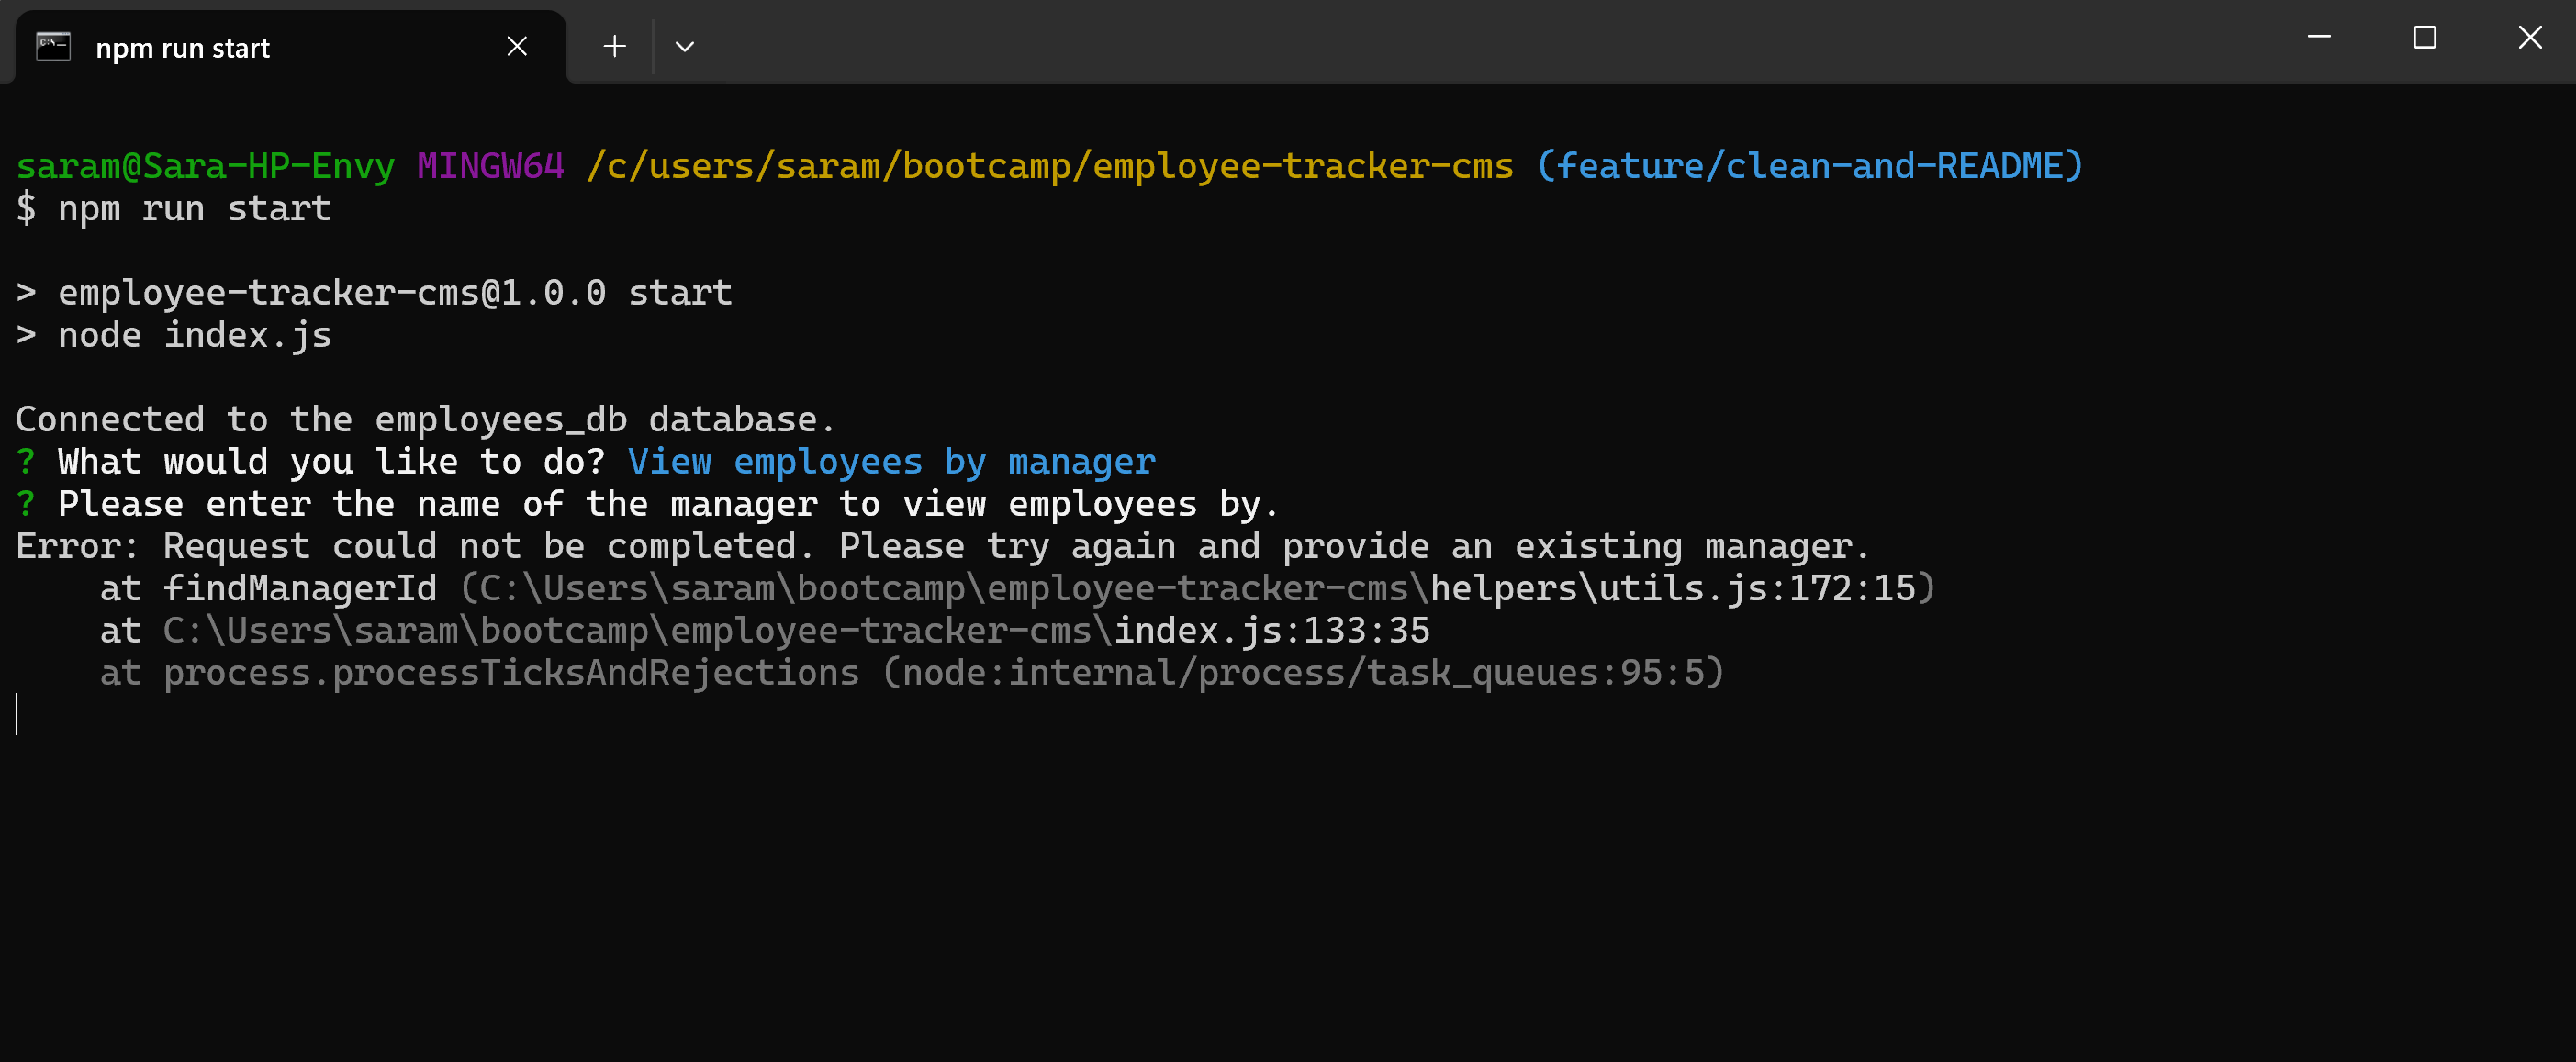 npm run start
saram@Sara-HP-Envy MINGW64 /c/users/saram/bootcamp/employee-tracker-cms (feature/clean-and-README)
$ npm run start
> employee-tracker-cms@1.0.0 start
> node index.js
Connected to the employees_db database.
? What would you like to do? View employees by manager
? Please enter the name of the manager to view employees by.
Error: Request could not be completed. Please try again and provide an existing manager.
    at findManagerId (C:\Users\saram\bootcamp\employee-tracker-cms\helpers\utils.js:172:15)
    at C:\Users\saram\bootcamp\employee-tracker-cms\index.js:133:35
    at process.processTicksAndRejections (node:internal/process/task_queues:95:5)